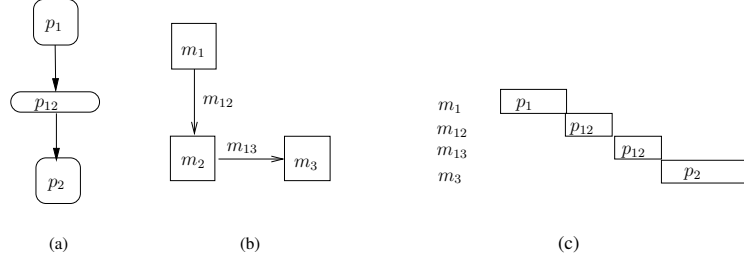 p₁
p₁₂
p₂
(a)
m₁
m₁₂
m₂
m₁₃
m₃
(b)
m₁ p₁
m₁₂ p₁₂
m₁₃ p₁₂
m₃ p₂
(c)